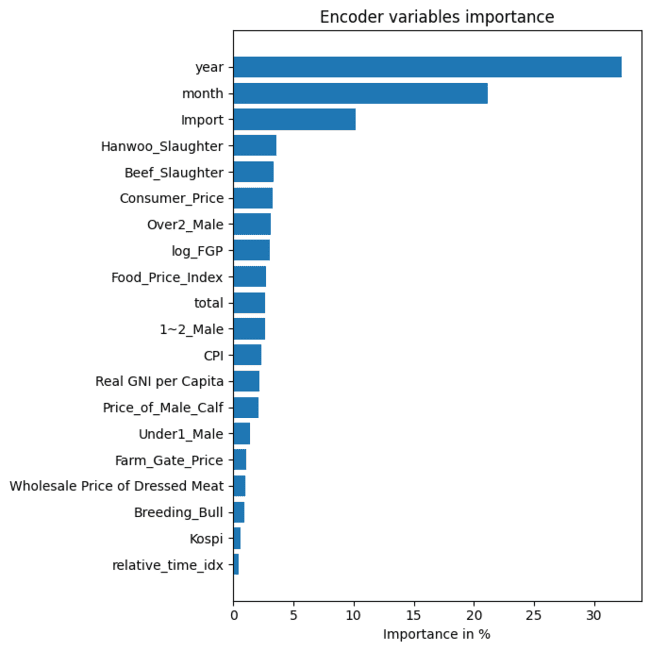 Encoder variables importance
year
month
Import
Hanwoo_Slaughter
Beef_Slaughter
Consumer_Price
Over2_Male
log_FGP
Food_Price_Index
total
1~2_Male
CPI
Real GNI per Capita
Price_of_Male_Calf
Under1_Male
Farm_Gate_Price
Wholesale Price of Dressed Meat
Breeding_Bull
Kospi
relative_time_idx
0 5 10 15 20 25 30
Importance in %